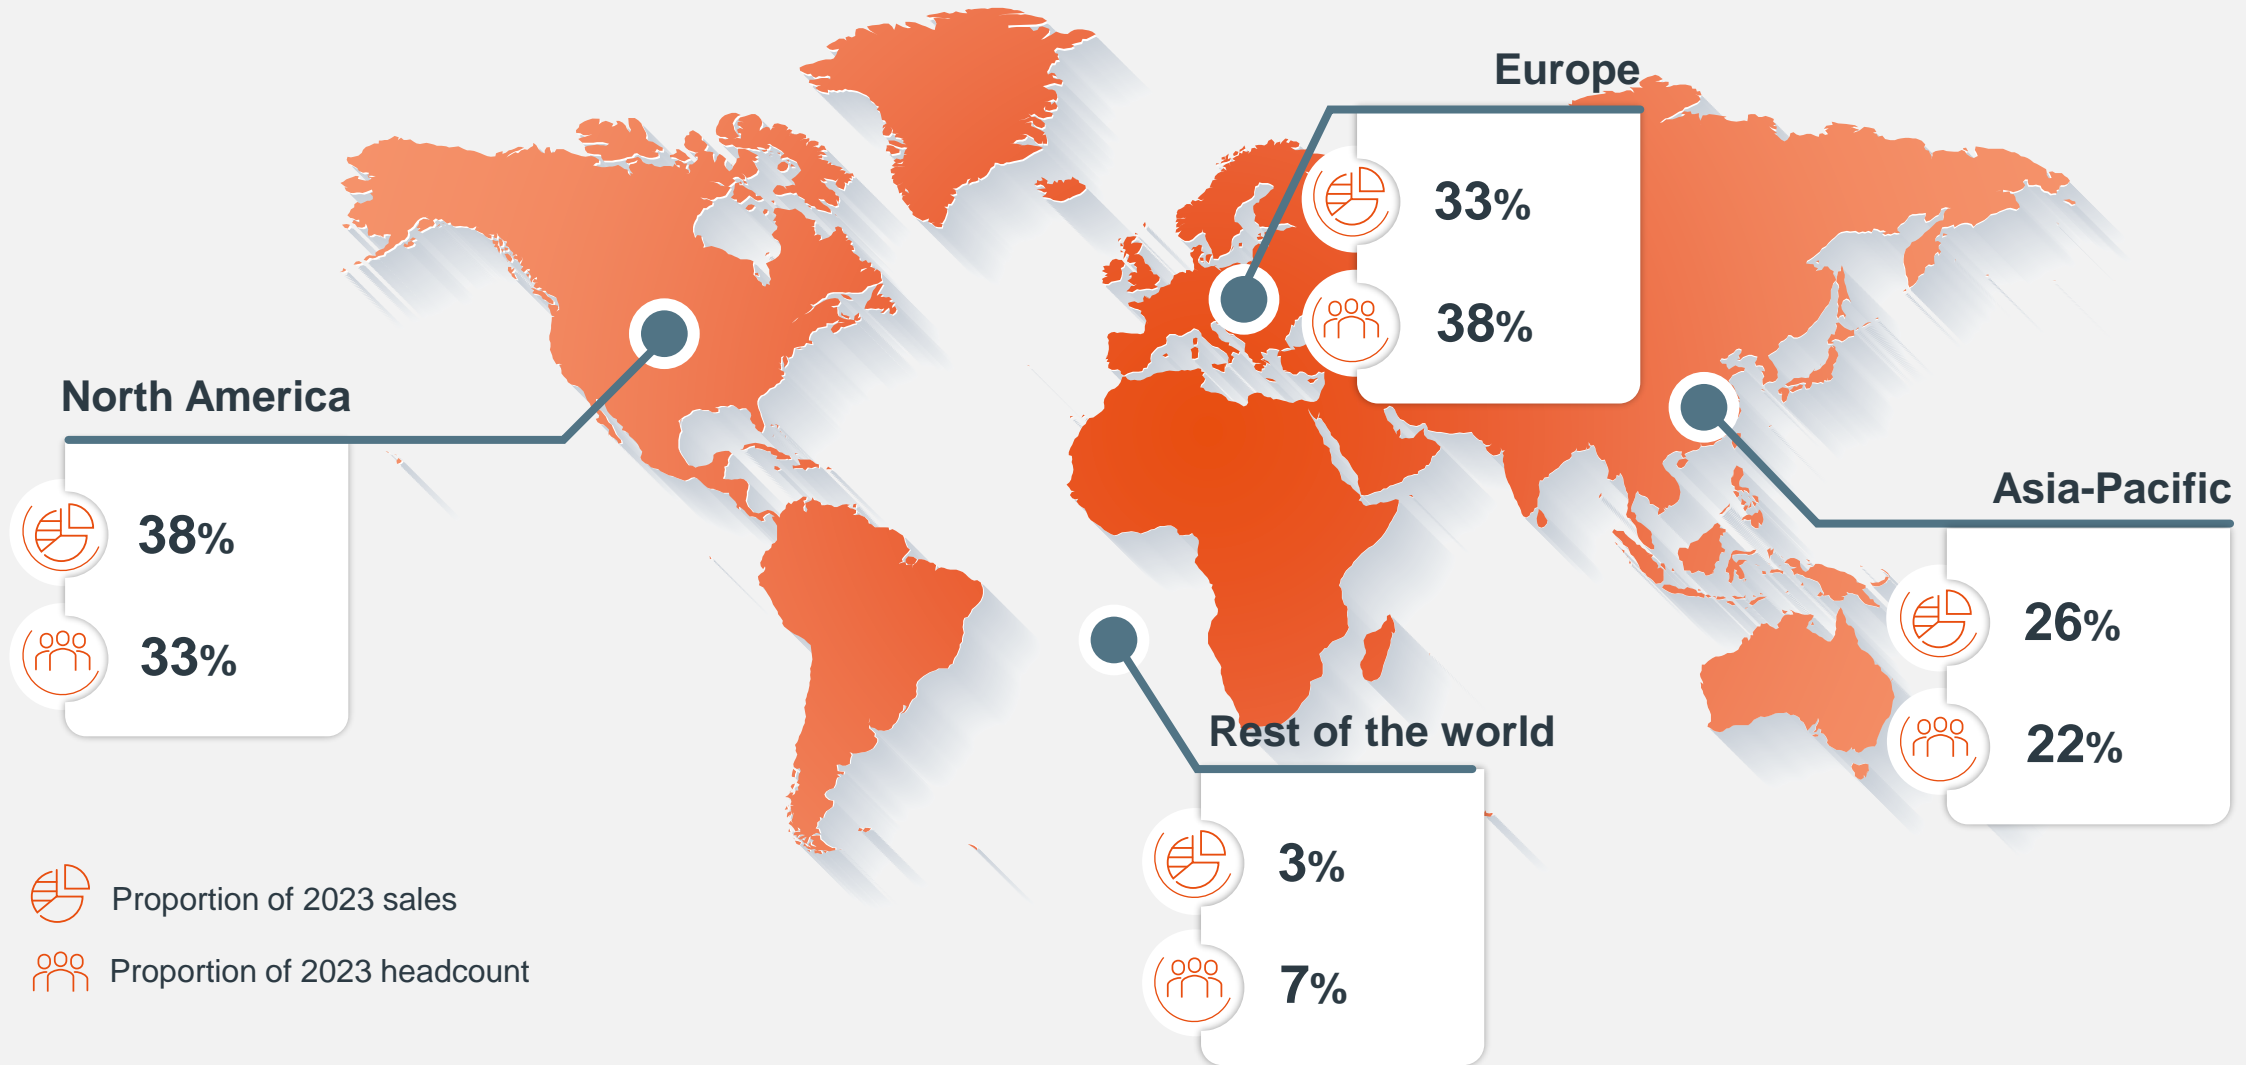 Europe
33%
38%
North America
38%
33%
Asia-Pacific
26%
22%
Rest of the world
3%
7%
Proportion of 2023 sales
Proportion of 2023 headcount